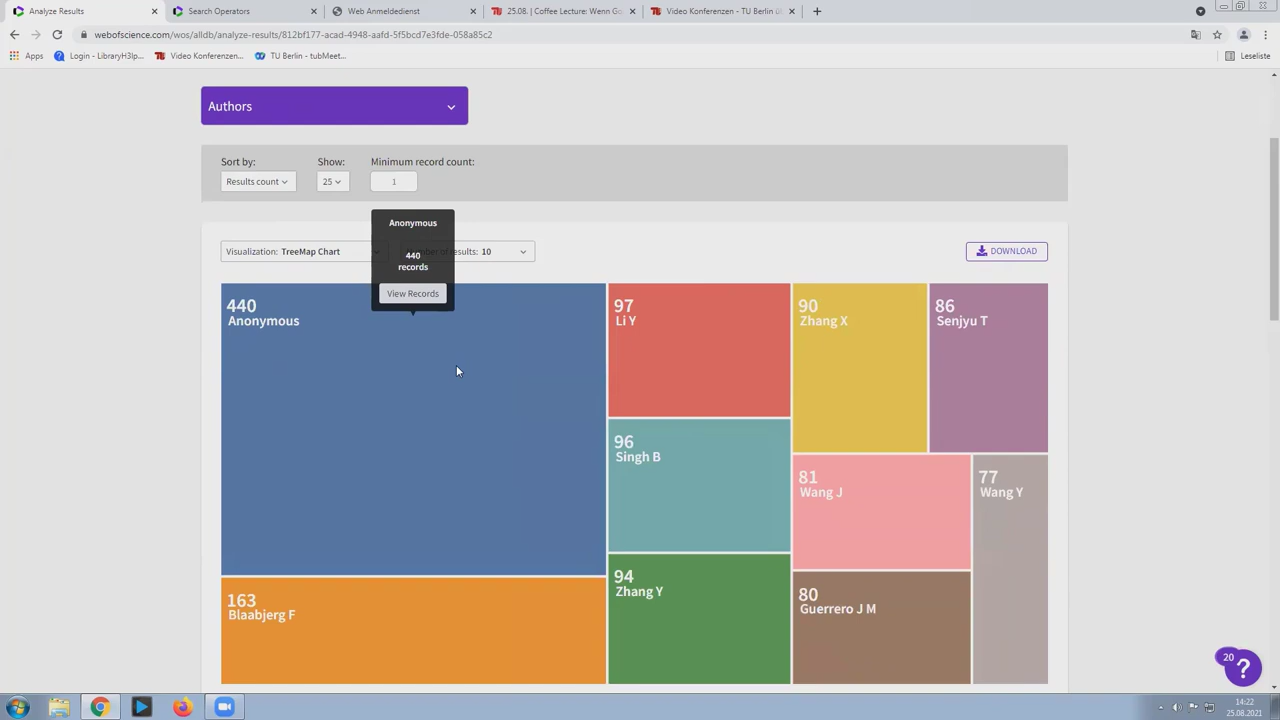 Analyze Results
Search Operators
Web Anmeldedienst
25.08. | Coffee Lecture: Wenn Go
Video Konferenzen – TU Berlin ü
webofscience.com/wos/alldb/analyze-results/812bf177-acad-4948-aafd-5f5bcd7e3fde-058a85c2
Apps
Login - LibraryH3lp...
Video Konferenzen...
TU Berlin - tubMeet...
Leseliste
Authors
Sort by:
Show:
Minimum record count:
Results count
25
1
Anonymous
440
records
View Records
Visualization: TreeMap Chart
results: 10
DOWNLOAD
440
Anonymous
97
Li Y
90
Zhang X
86
Senjyu T
96
Singh B
81
Wang J
77
Wang Y
163
Blaabjerg F
94
Zhang Y
80
Guerrero J M
20
?
14:22
25.08.2021